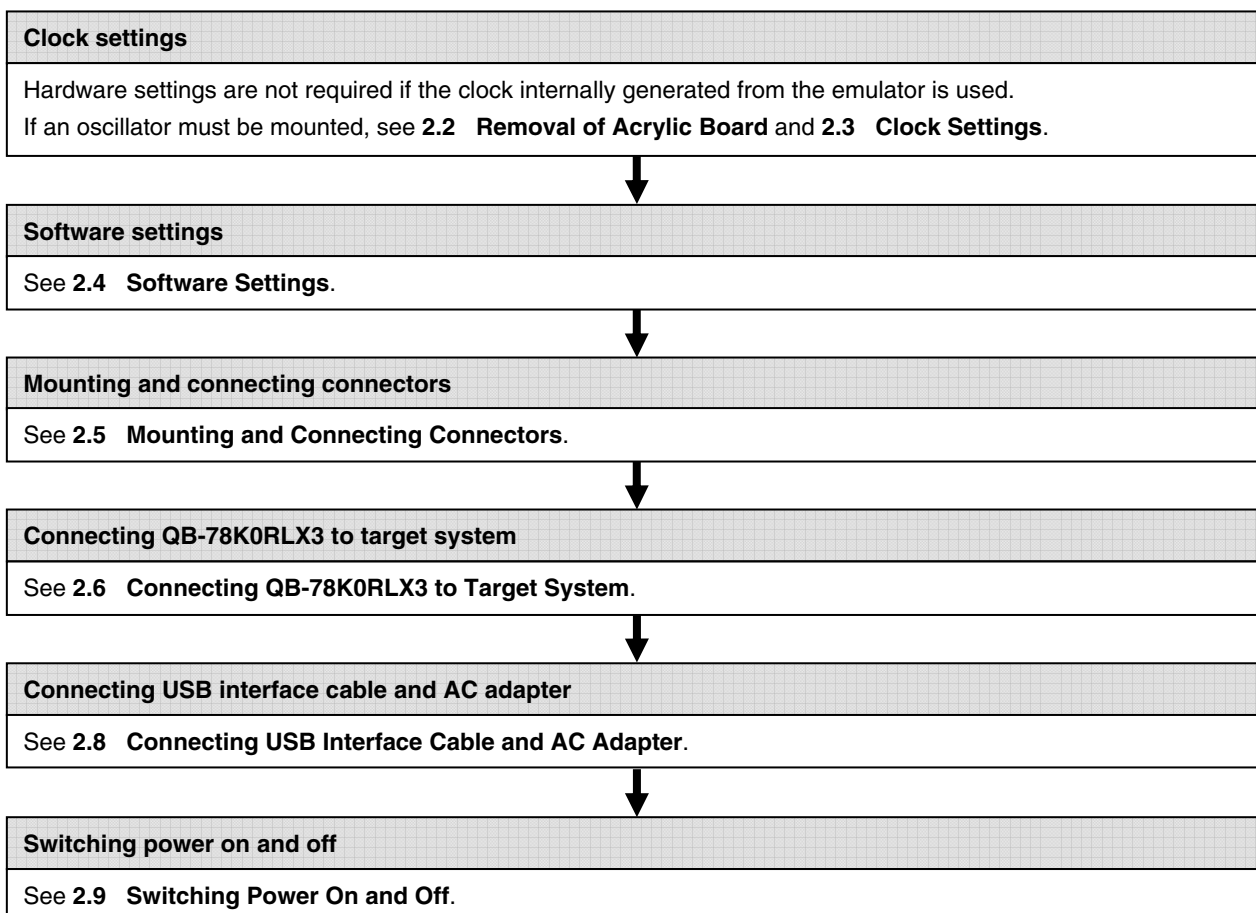 Clock settings
Hardware settings are not required if the clock internally generated from the emulator is used.
If an oscillator must be mounted, see 2.2 Removal of Acrylic Board and 2.3 Clock Settings.
Software settings
See 2.4 Software Settings.
Mounting and connecting connectors
See 2.5 Mounting and Connecting Connectors.
Connecting QB-78K0RLX3 to target system
See 2.6 Connecting QB-78K0RLX3 to Target System.
Connecting USB interface cable and AC adapter
See 2.8 Connecting USB Interface Cable and AC Adapter.
Switching power on and off
See 2.9 Switching Power On and Off.